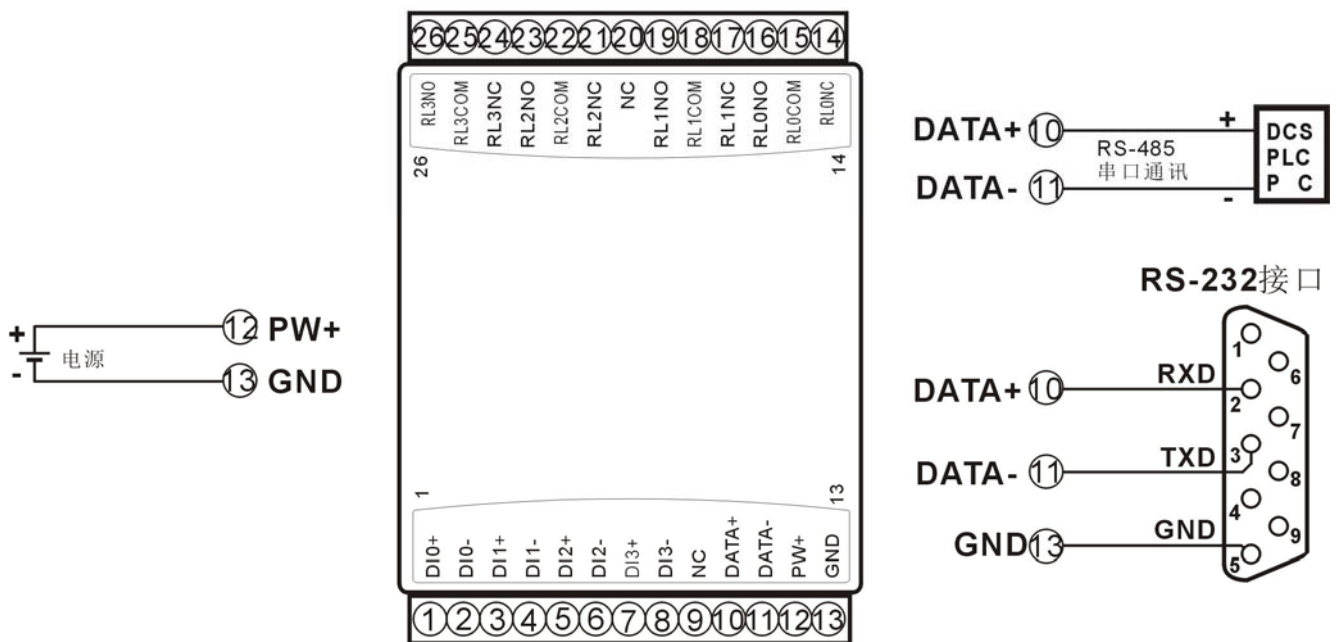 26 25 24 23 22 21 20 19 18 17 16 15 14
RL3NO RL3COM RL3NC RL2NO RL2COM RL2NC NC RL1NO RL1COM RL1NC RL0NO RL0COM RL0NC
26 14
+ 12 PW+
电源
- 13 GND
DATA+ 10 + DCS
RS-485 PLC
串口通讯
DATA- 11 - P C
RS-232接口
1
6
DATA+ 10 RXD 2
7
DATA- 11 TXD 3
8
4
9
GND 13 GND 5
1 13
DI0+ DI0- DI1+ DI1- DI2+ DI2- DI3+ DI3- NC DATA+ DATA- PW+ GND
1 2 3 4 5 6 7 8 9 10 11 12 13